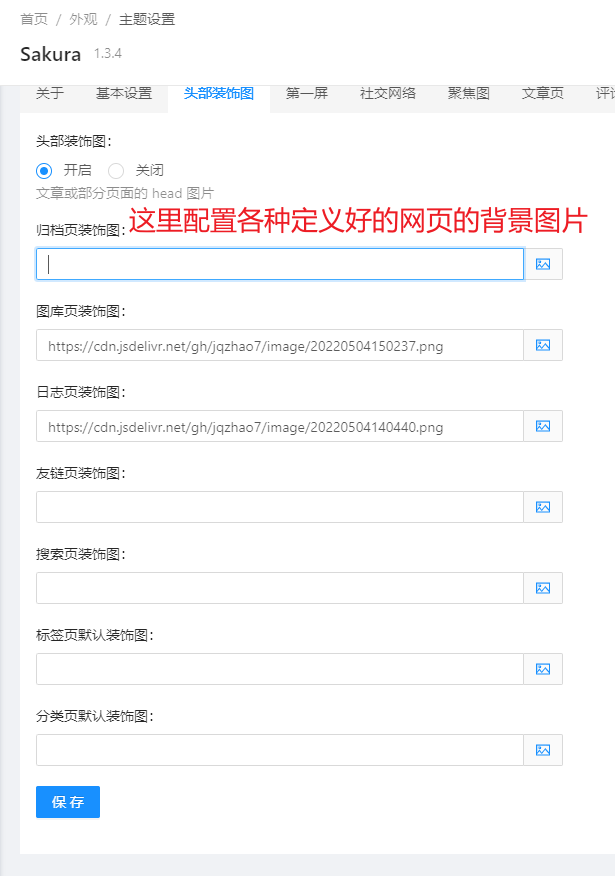 首页 / 外观 / 主题设置
Sakura 1.3.4
关于 基本设置 头部装饰图 第一屏 社交网络 聚焦图 文章页
头部装饰图：
开启 关闭
文章或部分页面的 head 图片
归档页装饰图：
这里配置各种定义好的网页的背景图片
图库页装饰图：
https://cdn.jsdelivr.net/gh/jqzhao7/image/20220504150237.png
日志页装饰图：
https://cdn.jsdelivr.net/gh/jqzhao7/image/20220504140440.png
友链页装饰图：
搜索页装饰图：
标签页默认装饰图：
分类页默认装饰图：
保 存